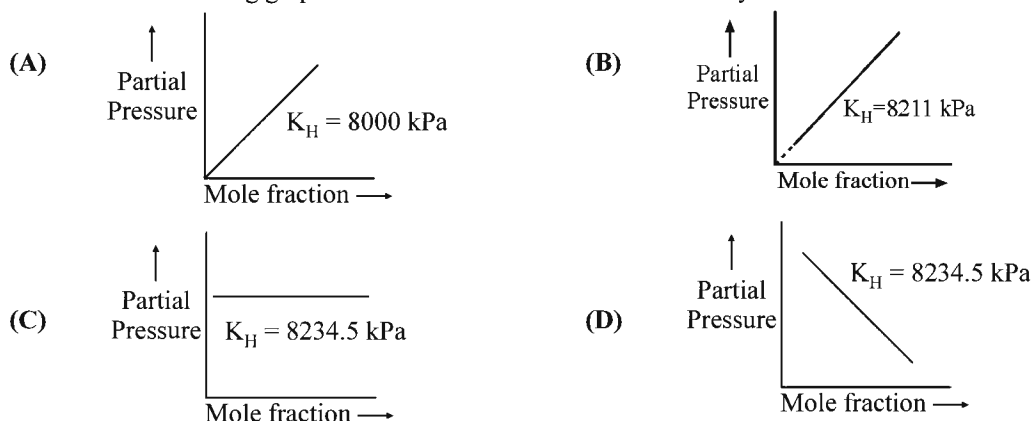 (A)
Partial
Pressure
K_H = 8000 kPa
Mole fraction
(B)
Partial
Pressure
K_H=8211 kPa
Mole fraction
(C)
Partial
Pressure
K_H = 8234.5 kPa
Mole fraction
(D)
Partial
Pressure
K_H = 8234.5 kPa
Mole fraction